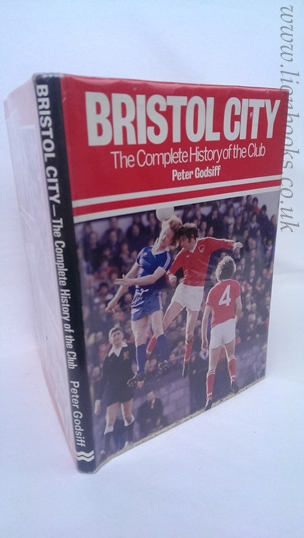 BRISTOL CITY
The Complete History of the Club
Peter Godsiff
4
BRISTOL CITY—The Complete History of the Club Peter Godsiff
www.lionbooks.co.uk